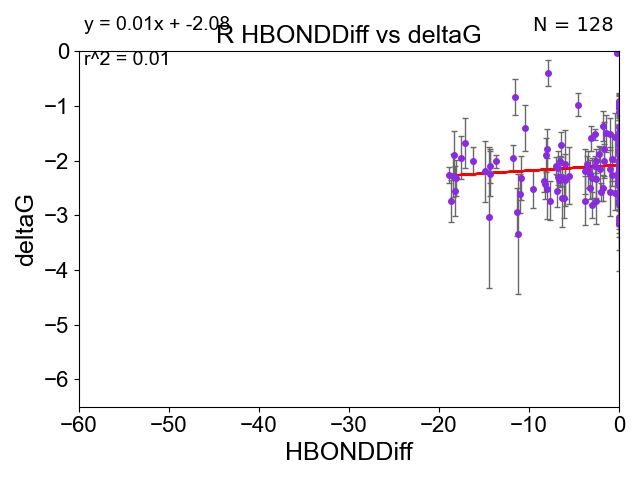 y = 0.01x + -2.08
R HBONDDiff vs deltaG
N = 128
r^2 = 0.01
0
−1
−2
−3
−4
−5
−6
deltaG
−60
−50
−40
−30
−20
−10
0
HBONDDiff